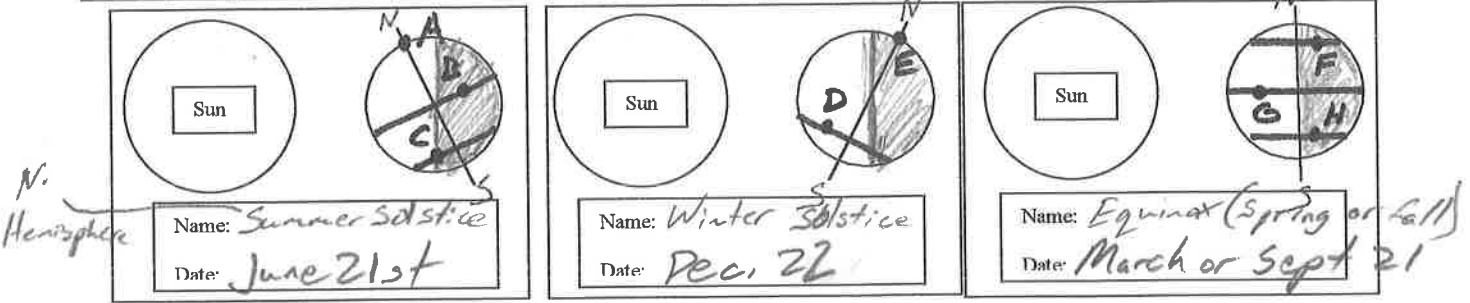 N
A
B
C
S
Sun
N.
Hemisphere
Name: Summer Solstice
Date: June 21st
N
E
D
S
Sun
Name: Winter Solstice
Date: Dec. 22
N
F
G
H
S
Sun
Name: Equinox (Spring or fall)
Date: March or Sept 21